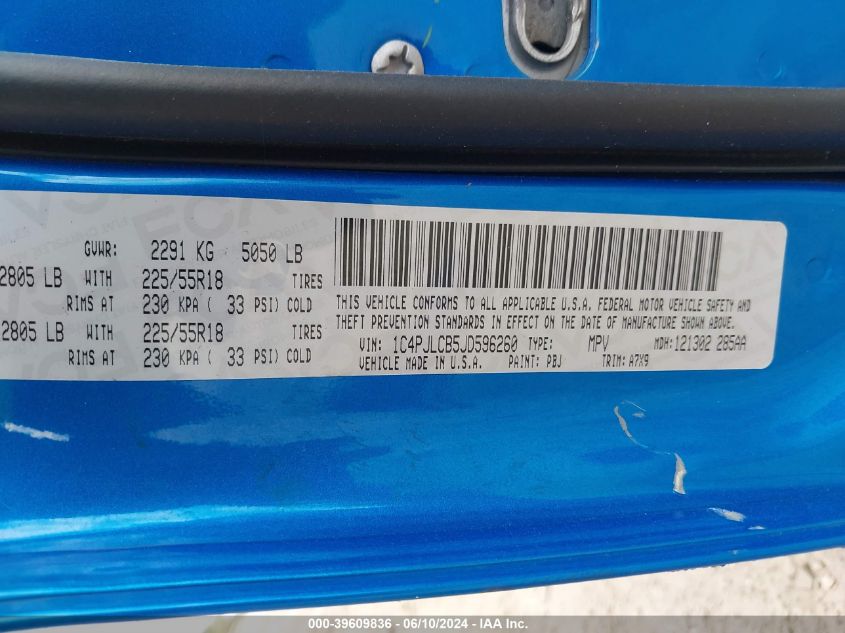 GVWR: 2291 KG 5050 LB
2805 LB WITH 225/55R18 TIRES
RIMS AT 230 KPA ( 33 PSI) COLD
2805 LB WITH 225/55R18 TIRES
RIMS AT 230 KPA ( 33 PSI) COLD
THIS VEHICLE CONFORMS TO ALL APPLICABLE U.S.A. FEDERAL MOTOR VEHICLE SAFETY AND
THEFT PREVENTION STANDARDS IN EFFECT ON THE DATE OF MANUFACTURE SHOWN ABOVE.
VIN: 1C4PJLCB5JD596260 TYPE: MPV MDH:121302 285AA
VEHICLE MADE IN U.S.A. PAINT: PBJ TRIM: A7X9
000-39609836 - 06/10/2024 - IAA Inc.